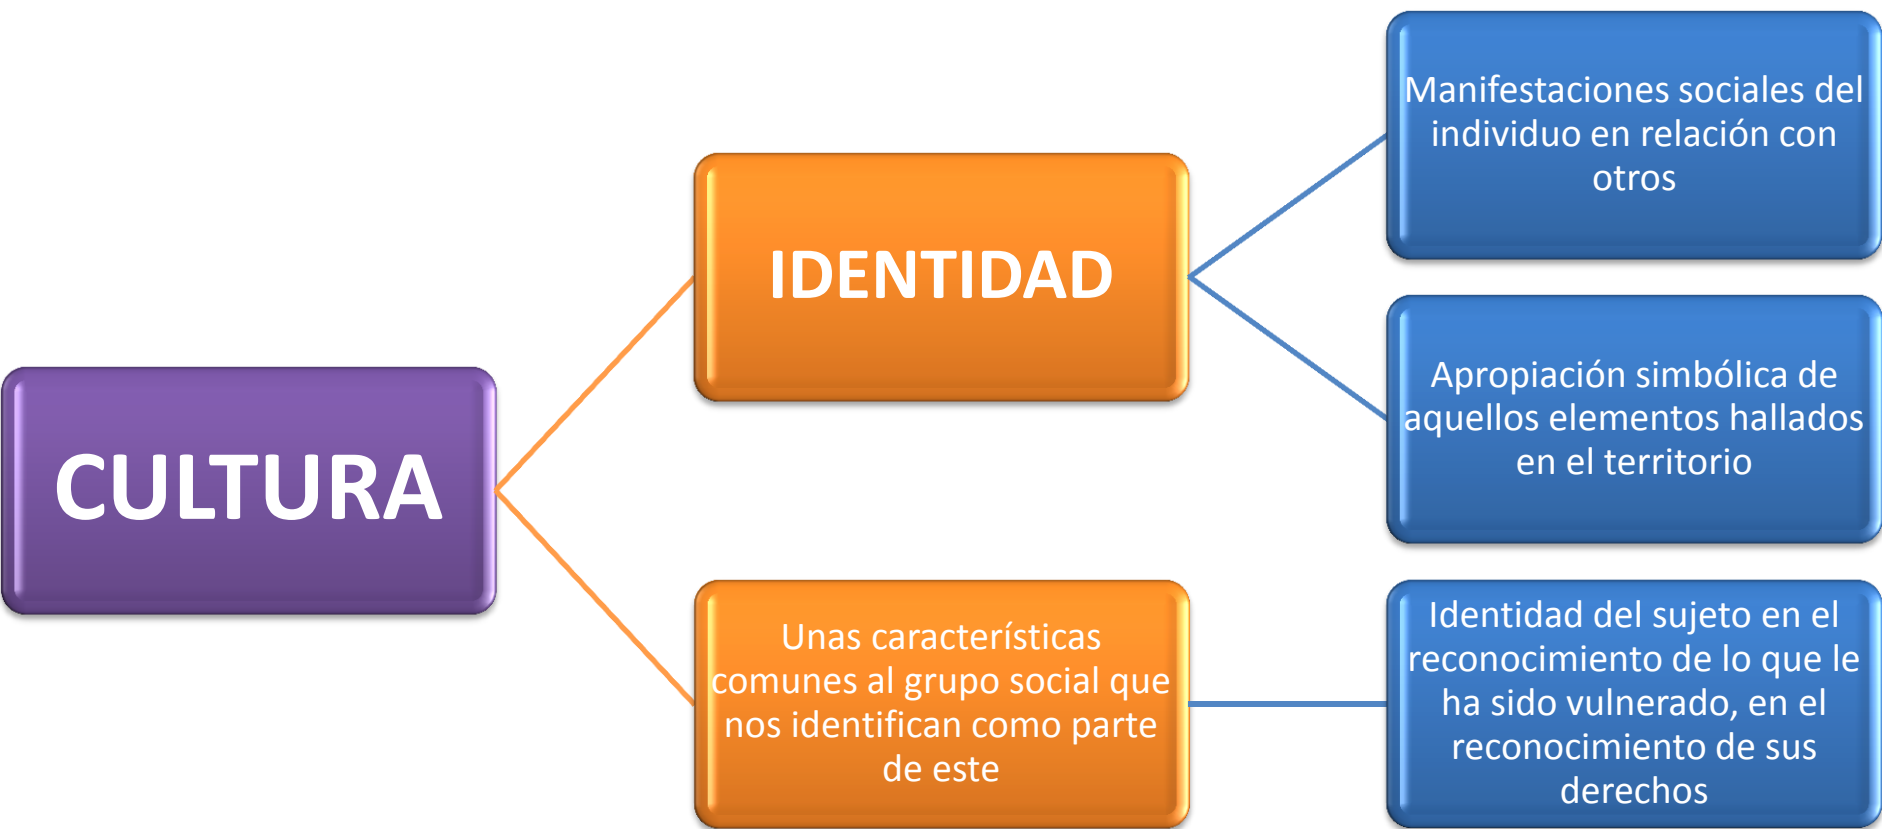 CULTURA
IDENTIDAD
Unas características
comunes al grupo social que
nos identifican como parte
de este
Manifestaciones sociales del
individuo en relación con
otros
Apropiación simbólica de
aquellos elementos hallados
en el territorio
Identidad del sujeto en el
reconocimiento de lo que le
ha sido vulnerado, en el
reconocimiento de sus
derechos